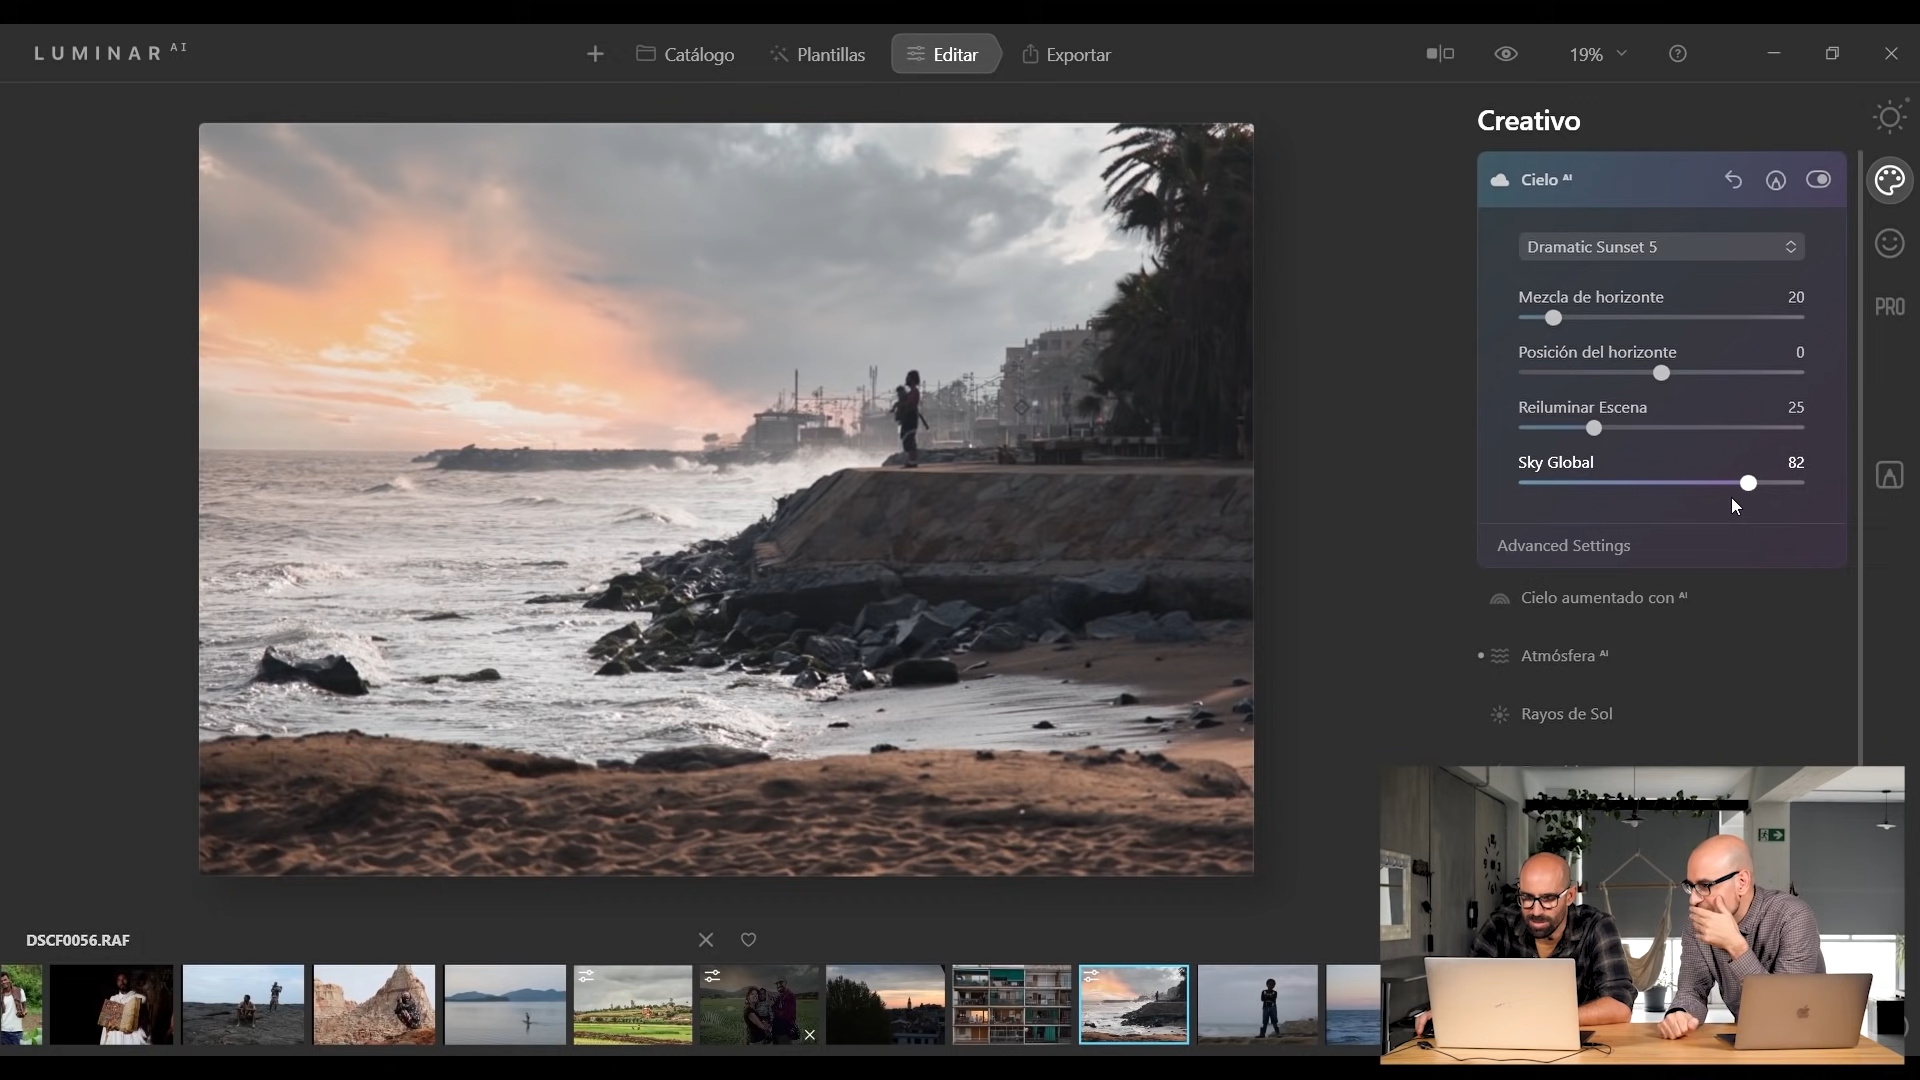 LUMINAR AI
Catálogo
Plantillas
Editar
Exportar
19%
Creativo
Cielo AI
Dramatic Sunset 5
Mezcla de horizonte 20
Posición del horizonte 0
Reiluminar Escena 25
Sky Global 82
Advanced Settings
Cielo aumentado con AI
Atmósfera AI
Rayos de Sol
PRO
DSCF0056.RAF